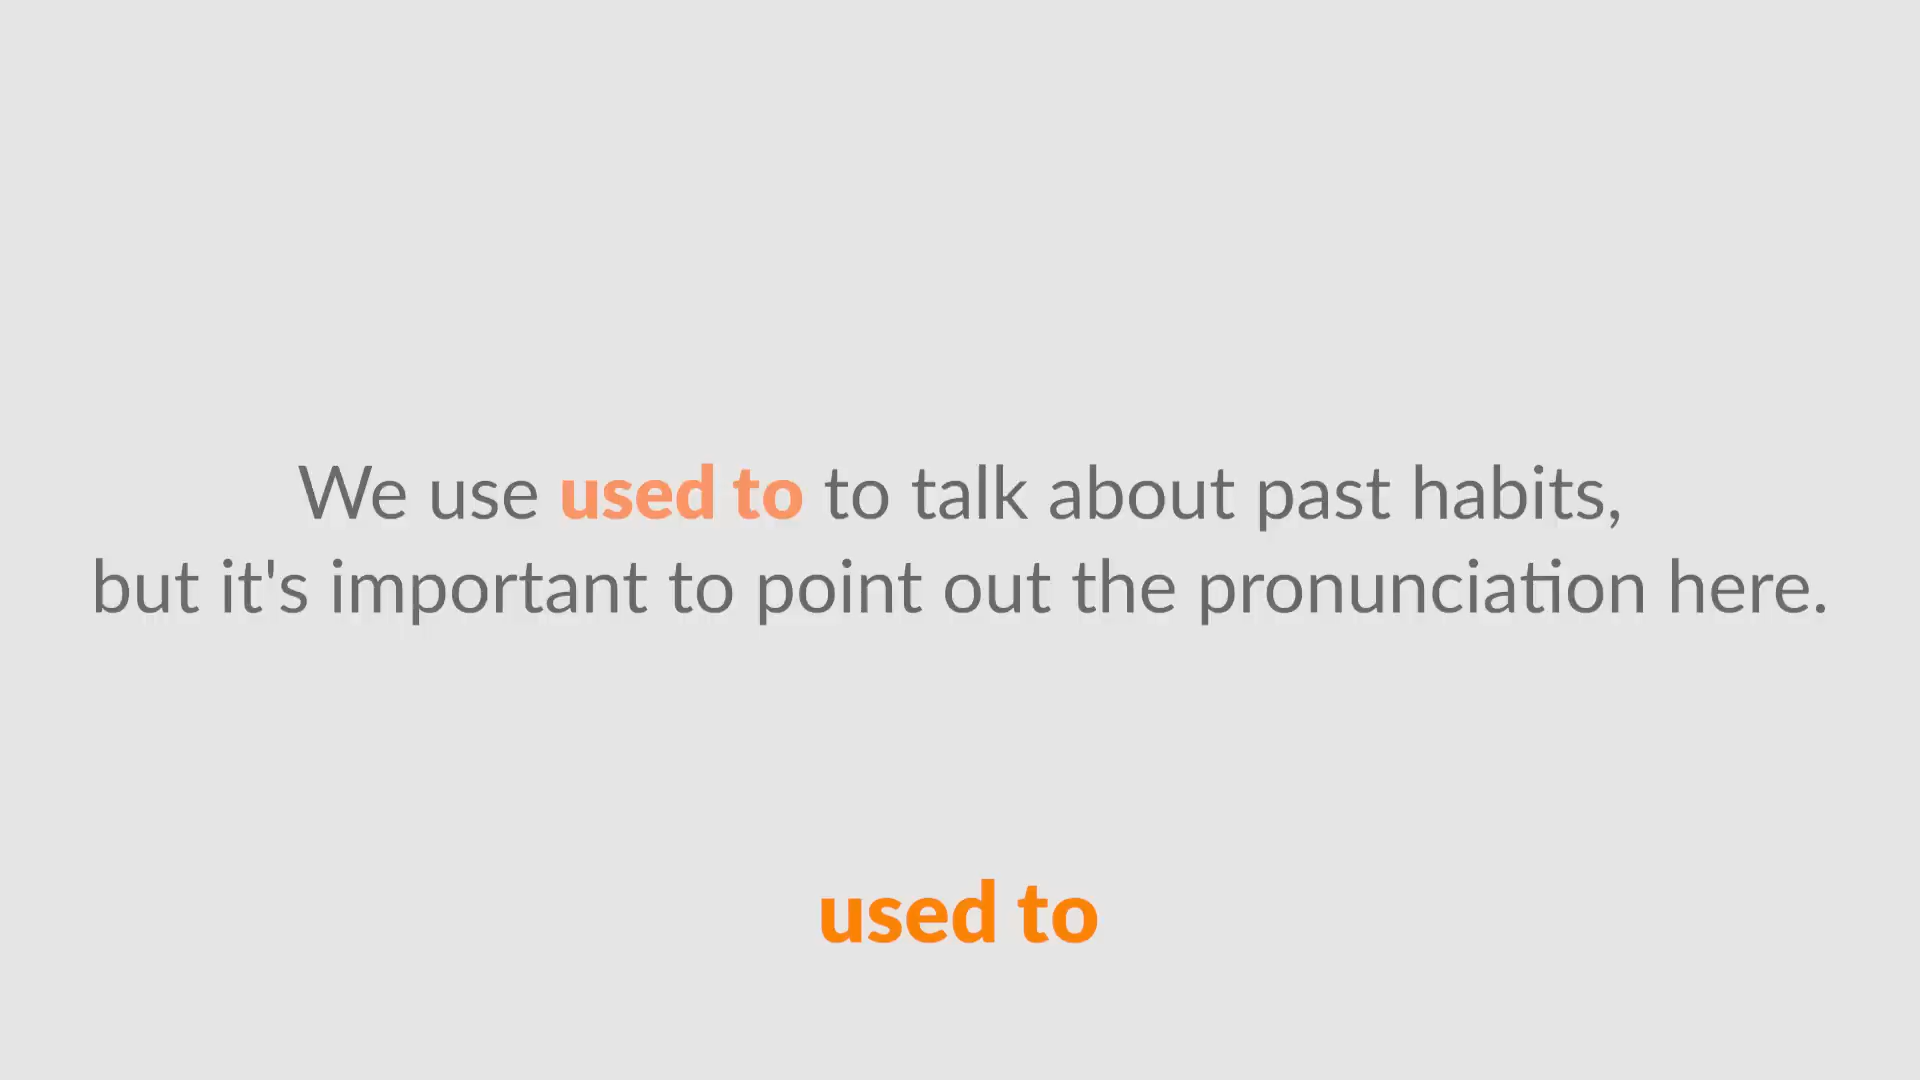 We use used to to talk about past habits,
but it's important to point out the pronunciation here.
used to